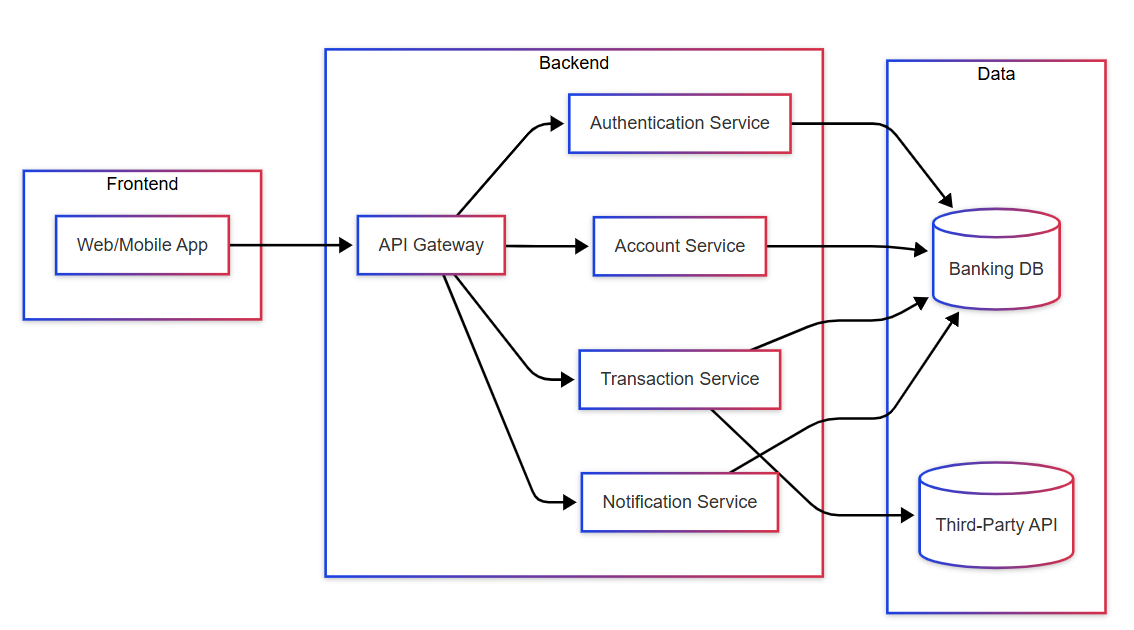 Frontend
Web/Mobile App
Backend
API Gateway
Authentication Service
Account Service
Transaction Service
Notification Service
Data
Banking DB
Third-Party API